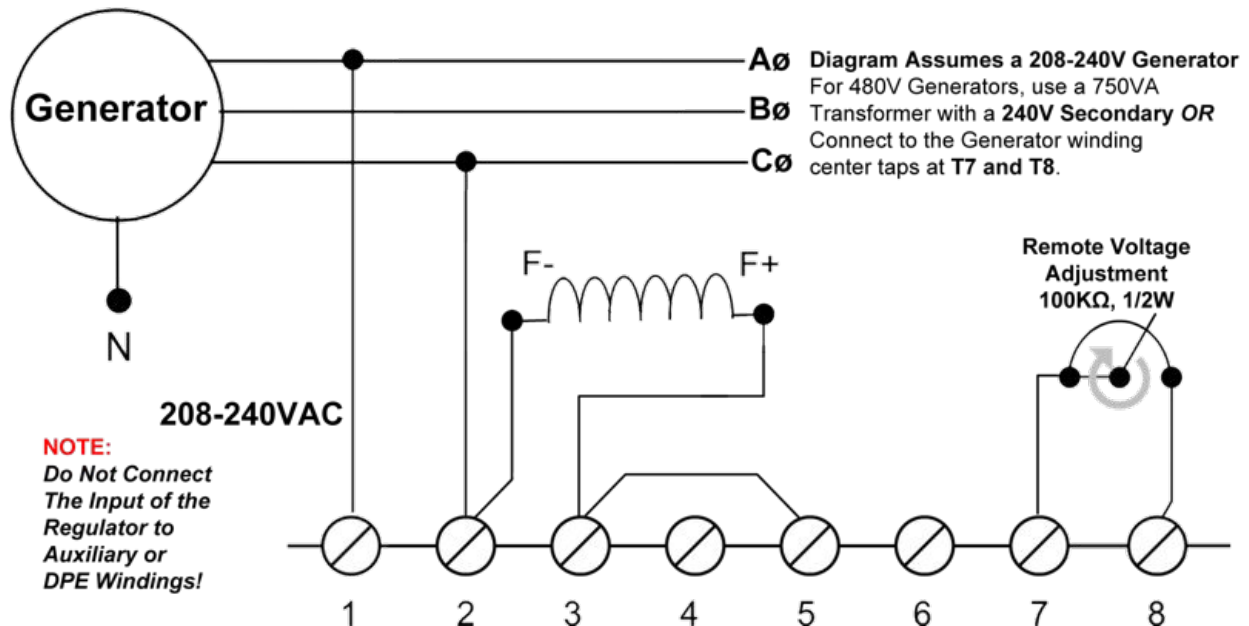 Generator
Aø
Bø
Cø
Diagram Assumes a 208-240V Generator
For 480V Generators, use a 750VA
Transformer with a 240V Secondary OR
Connect to the Generator winding
center taps at T7 and T8.
N
F-
F+
Remote Voltage
Adjustment
100KΩ, 1/2W
208-240VAC
NOTE:
Do Not Connect
The Input of the
Regulator to
Auxiliary or
DPE Windings!
1 2 3 4 5 6 7 8